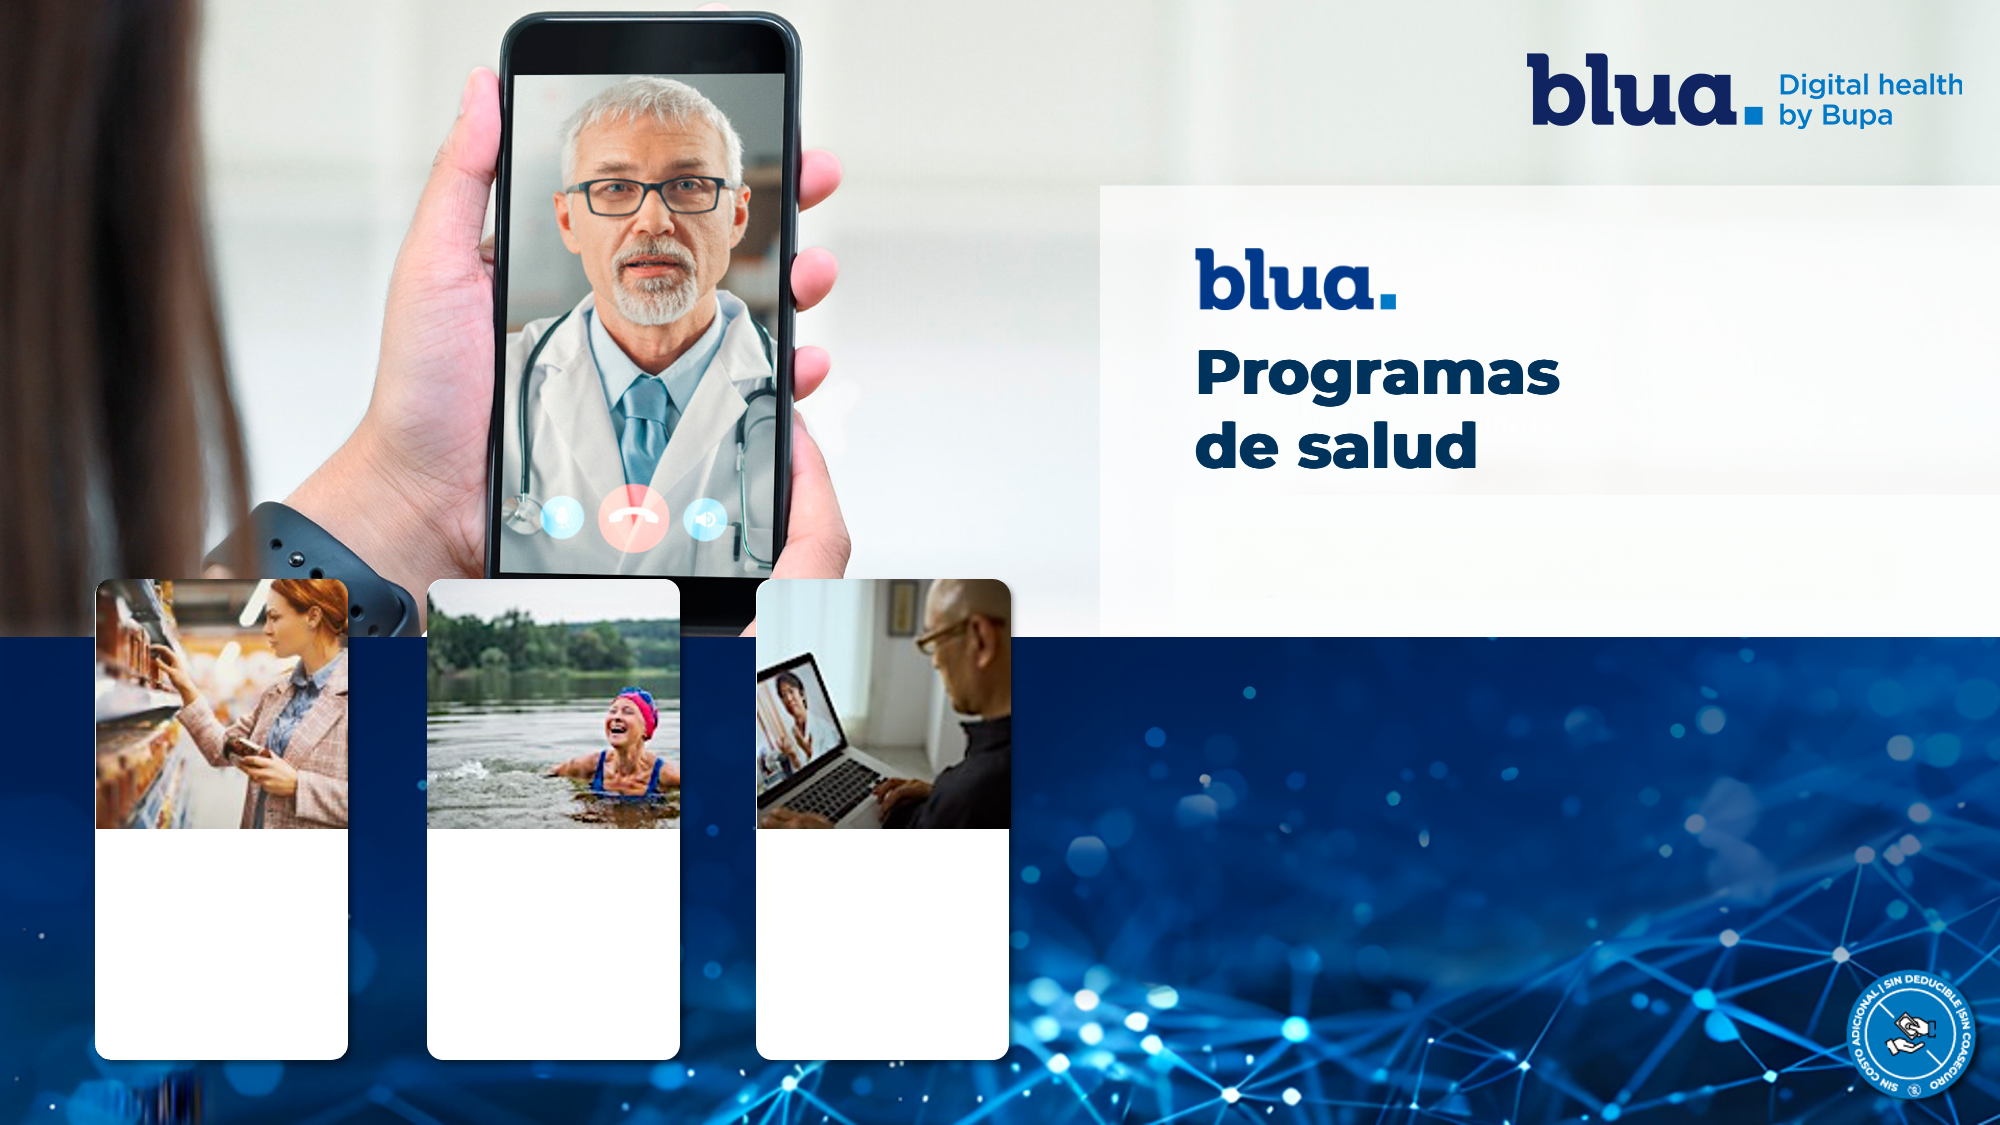 blua. Digital health
by Bupa
blua.
Programas
de salud
SIN COSTO ADICIONAL | SIN DEDUCIBLE | SIN COASEGURO